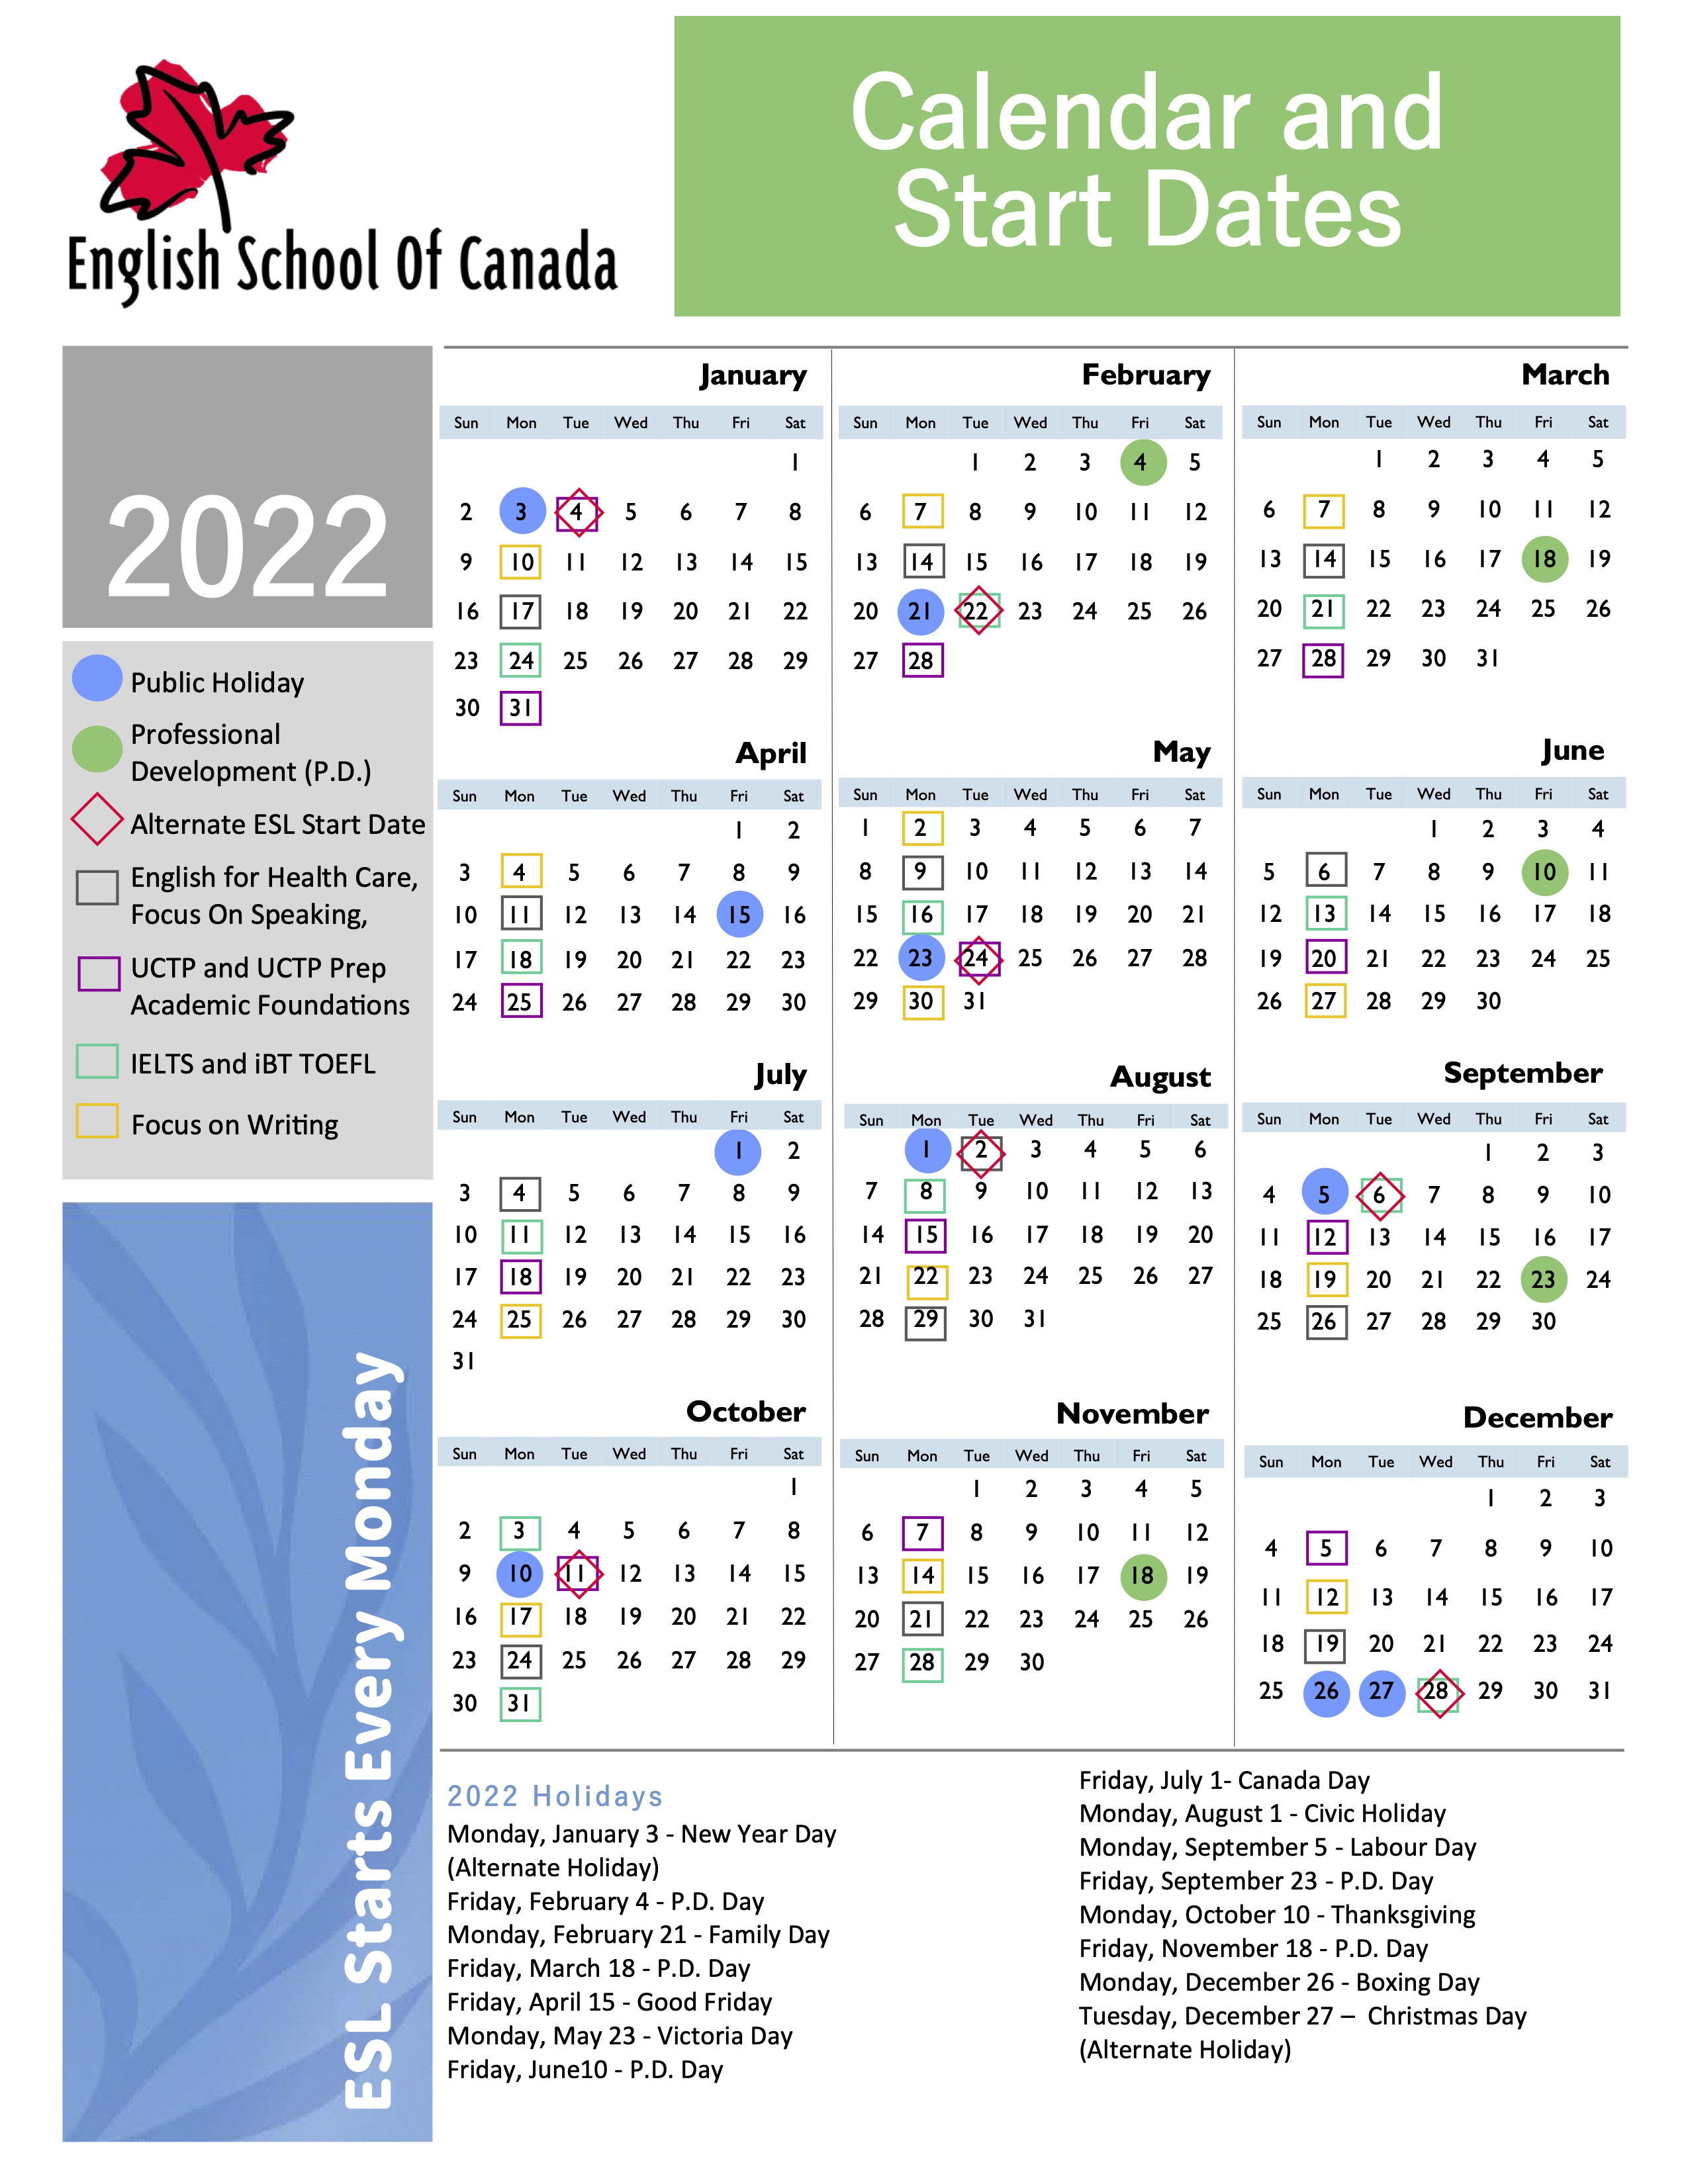 Calendar and
Start Dates
English School Of Canada
2022
Public Holiday
Professional
Development (P.D.)
Alternate ESL Start Date
English for Health Care,
Focus On Speaking,
UCTP and UCTP Prep
Academic Foundations
IELTS and iBT TOEFL
Focus on Writing
ESL Starts Every Monday
January
Sun Mon Tue Wed Thu Fri Sat
1
2 3 4 5 6 7 8
9 10 11 12 13 14 15
16 17 18 19 20 21 22
23 24 25 26 27 28 29
30 31
February
Sun Mon Tue Wed Thu Fri Sat
1 2 3 4 5
6 7 8 9 10 11 12
13 14 15 16 17 18 19
20 21 22 23 24 25 26
27 28
March
Sun Mon Tue Wed Thu Fri Sat
1 2 3 4 5
6 7 8 9 10 11 12
13 14 15 16 17 18 19
20 21 22 23 24 25 26
27 28 29 30 31
April
Sun Mon Tue Wed Thu Fri Sat
1 2
3 4 5 6 7 8 9
10 11 12 13 14 15 16
17 18 19 20 21 22 23
24 25 26 27 28 29 30
May
Sun Mon Tue Wed Thu Fri Sat
1 2 3 4 5 6 7
8 9 10 11 12 13 14
15 16 17 18 19 20 21
22 23 24 25 26 27 28
29 30 31
June
Sun Mon Tue Wed Thu Fri Sat
1 2 3 4
5 6 7 8 9 10 11
12 13 14 15 16 17 18
19 20 21 22 23 24 25
26 27 28 29 30
July
Sun Mon Tue Wed Thu Fri Sat
1 2
3 4 5 6 7 8 9
10 11 12 13 14 15 16
17 18 19 20 21 22 23
24 25 26 27 28 29 30
31
August
Sun Mon Tue Wed Thu Fri Sat
1 2 3 4 5 6
7 8 9 10 11 12 13
14 15 16 17 18 19 20
21 22 23 24 25 26 27
28 29 30 31
September
Sun Mon Tue Wed Thu Fri Sat
1 2 3
4 5 6 7 8 9 10
11 12 13 14 15 16 17
18 19 20 21 22 23 24
25 26 27 28 29 30
October
Sun Mon Tue Wed Thu Fri Sat
1
2 3 4 5 6 7 8
9 10 11 12 13 14 15
16 17 18 19 20 21 22
23 24 25 26 27 28 29
30 31
November
Sun Mon Tue Wed Thu Fri Sat
1 2 3 4 5
6 7 8 9 10 11 12
13 14 15 16 17 18 19
20 21 22 23 24 25 26
27 28 29 30
December
Sun Mon Tue Wed Thu Fri Sat
1 2 3
4 5 6 7 8 9 10
11 12 13 14 15 16 17
18 19 20 21 22 23 24
25 26 27 28 29 30 31
2022 Holidays
Monday, January 3 - New Year Day
(Alternate Holiday)
Friday, February 4 - P.D. Day
Monday, February 21 - Family Day
Friday, March 18 - P.D. Day
Friday, April 15 - Good Friday
Monday, May 23 - Victoria Day
Friday, June10 - P.D. Day
Friday, July 1- Canada Day
Monday, August 1 - Civic Holiday
Monday, September 5 - Labour Day
Friday, September 23 - P.D. Day
Monday, October 10 - Thanksgiving
Friday, November 18 - P.D. Day
Monday, December 26 - Boxing Day
Tuesday, December 27 – Christmas Day
(Alternate Holiday)